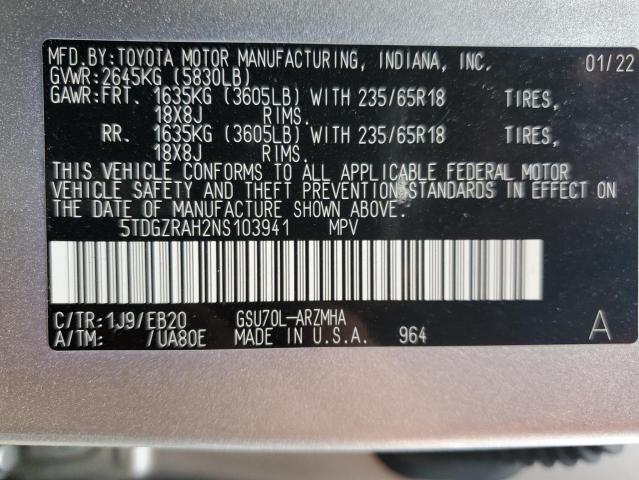 MFD.BY:TOYOTA MOTOR MANUFACTURING, INDIANA, INC. 01/22
GVWR:2645KG (5830LB)
GAWR:FRT. 1635KG (3605LB) WITH 235/65R18 TIRES,
18X8J RIMS.
RR. 1635KG (3605LB) WITH 235/65R18 TIRES,
18X8J RIMS.
THIS VEHICLE CONFORMS TO ALL APPLICABLE FEDERAL MOTOR
VEHICLE SAFETY AND THEFT PREVENTION STANDARDS IN EFFECT ON
THE DATE OF MANUFACTURE SHOWN ABOVE.
5TDGZRAH2NS103941 MPV
C/TR:1J9/EB20 GSU70L-ARZMHA
A/TM: /UA80E MADE IN U.S.A. 964 A